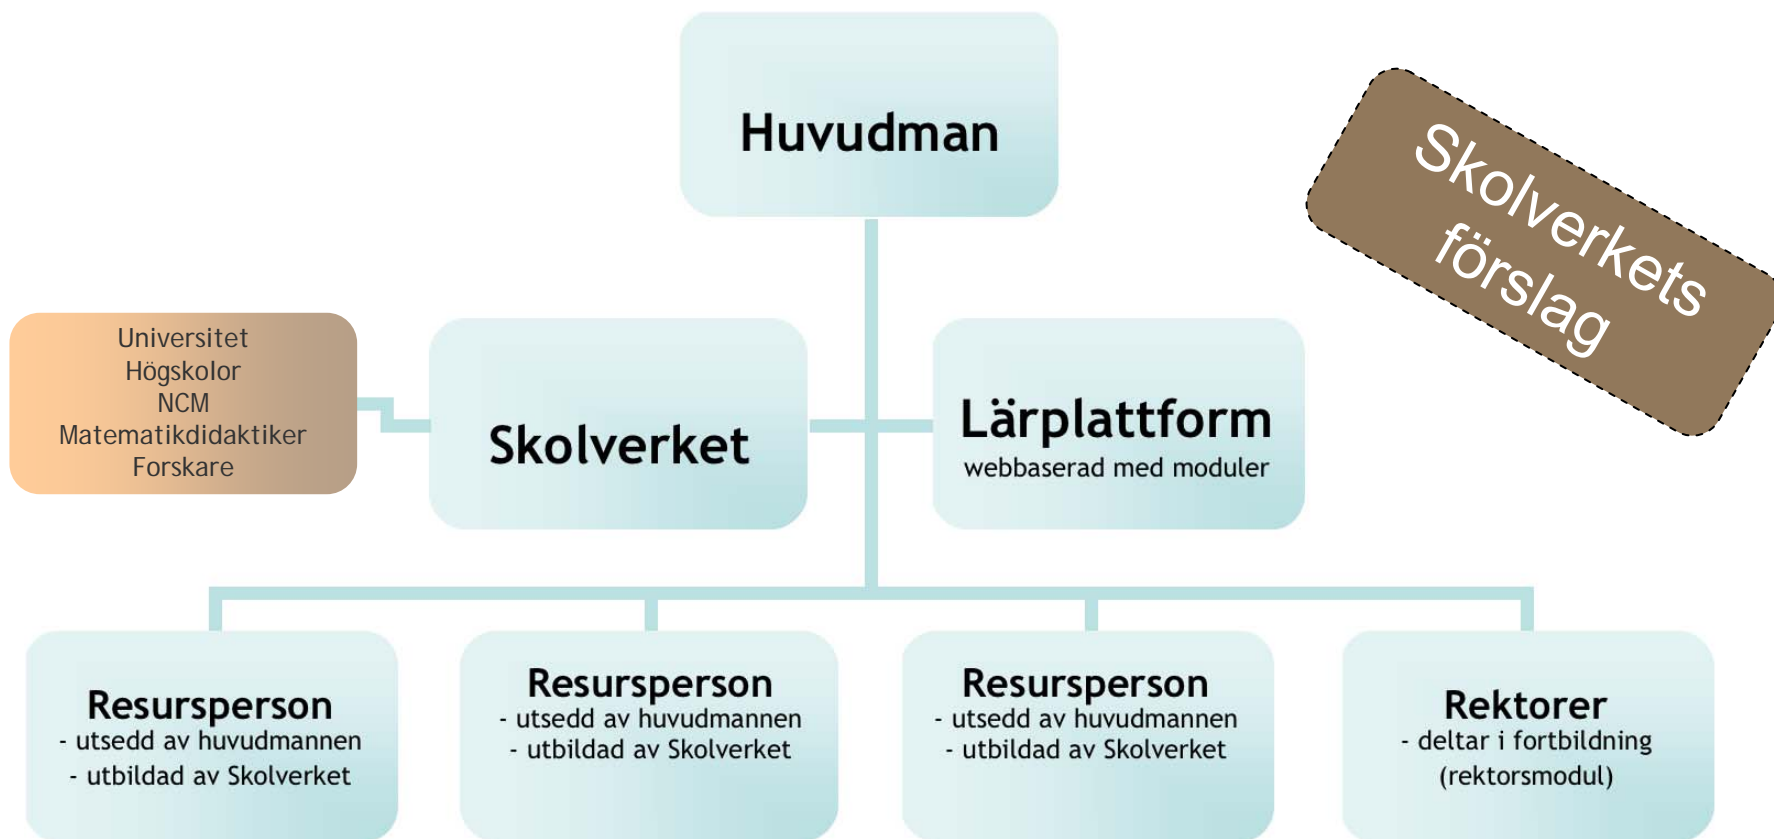 Huvudman
Skolverkets
förslag
Universitet
Högskolor
NCM
Matematikdidaktiker
Forskare
Skolverket
Lärplattform
webbaserad med moduler
Resursperson
- utsedd av huvudmannen
- utbildad av Skolverket
Resursperson
- utsedd av huvudmannen
- utbildad av Skolverket
Resursperson
- utsedd av huvudmannen
- utbildad av Skolverket
Rektorer
- deltar i fortbildning
(rektorsmodul)